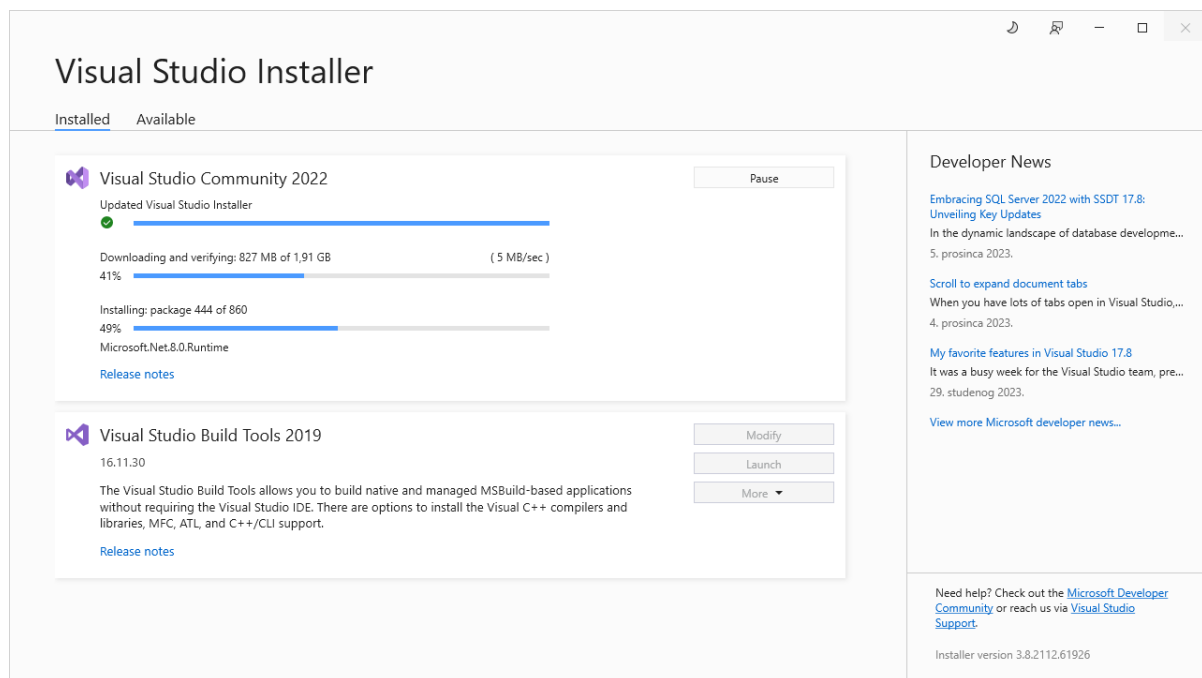 Visual Studio Installer
Installed Available
Visual Studio Community 2022
Pause
Updated Visual Studio Installer
Downloading and verifying: 827 MB of 1,91 GB ( 5 MB/sec )
41%
Installing: package 444 of 860
49%
Microsoft.Net.8.0.Runtime
Release notes
Visual Studio Build Tools 2019
16.11.30
The Visual Studio Build Tools allows you to build native and managed MSBuild-based applications
without requiring the Visual Studio IDE. There are options to install the Visual C++ compilers and
libraries, MFC, ATL, and C++/CLI support.
Release notes
Modify
Launch
More
Developer News
Embracing SQL Server 2022 with SSDT 17.8:
Unveiling Key Updates
In the dynamic landscape of database developme...
5. prosinca 2023.
Scroll to expand document tabs
When you have lots of tabs open in Visual Studio,...
4. prosinca 2023.
My favorite features in Visual Studio 17.8
It was a busy week for the Visual Studio team, pre...
29. studenog 2023.
View more Microsoft developer news...
Need help? Check out the Microsoft Developer
Community or reach us via Visual Studio
Support.
Installer version 3.8.2112.61926